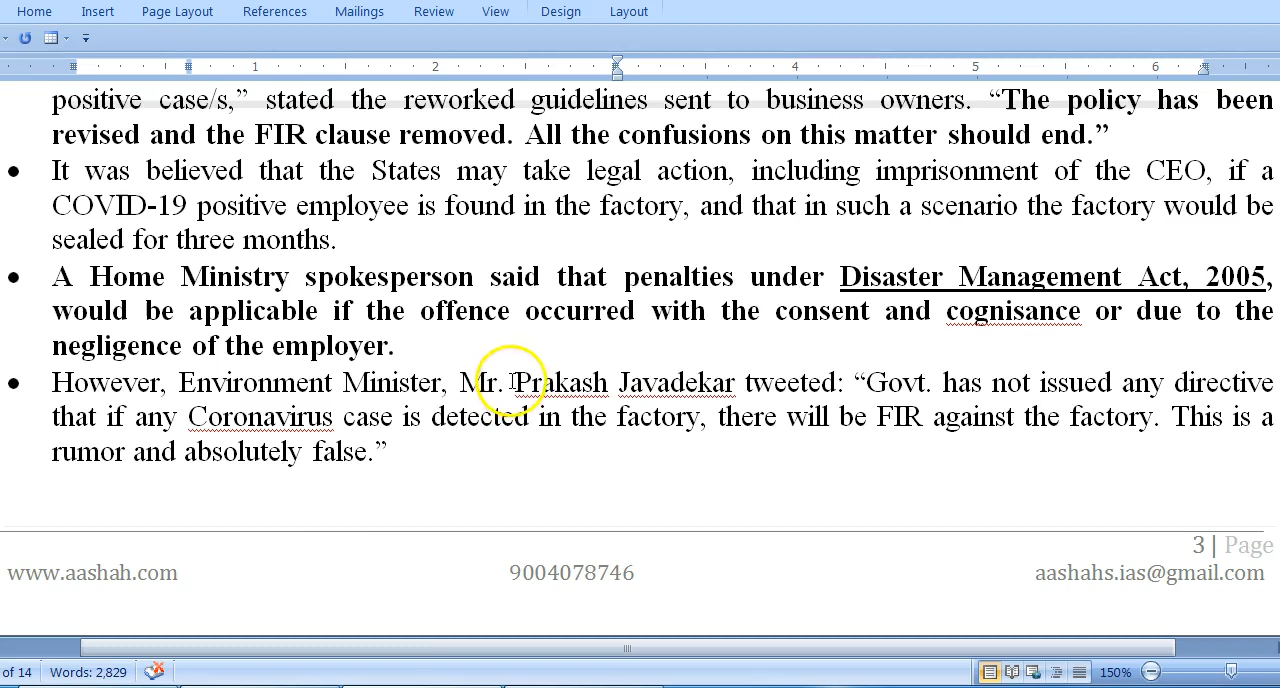 Home Insert Page Layout References Mailings Review View Design Layout
1 2 4 5 6
positive case/s,” stated the reworked guidelines sent to business owners. “The policy has been
revised and the FIR clause removed. All the confusions on this matter should end.”
• It was believed that the States may take legal action, including imprisonment of the CEO, if a
COVID-19 positive employee is found in the factory, and that in such a scenario the factory would be
sealed for three months.
• A Home Ministry spokesperson said that penalties under Disaster Management Act, 2005,
would be applicable if the offence occurred with the consent and cognisance or due to the
negligence of the employer.
• However, Environment Minister, Mr. Prakash Javadekar tweeted: “Govt. has not issued any directive
that if any Coronavirus case is detected in the factory, there will be FIR against the factory. This is a
rumor and absolutely false.”
3 | Page
www.aashah.com 9004078746 aashahs.ias@gmail.com
of 14 Words: 2,829 150%